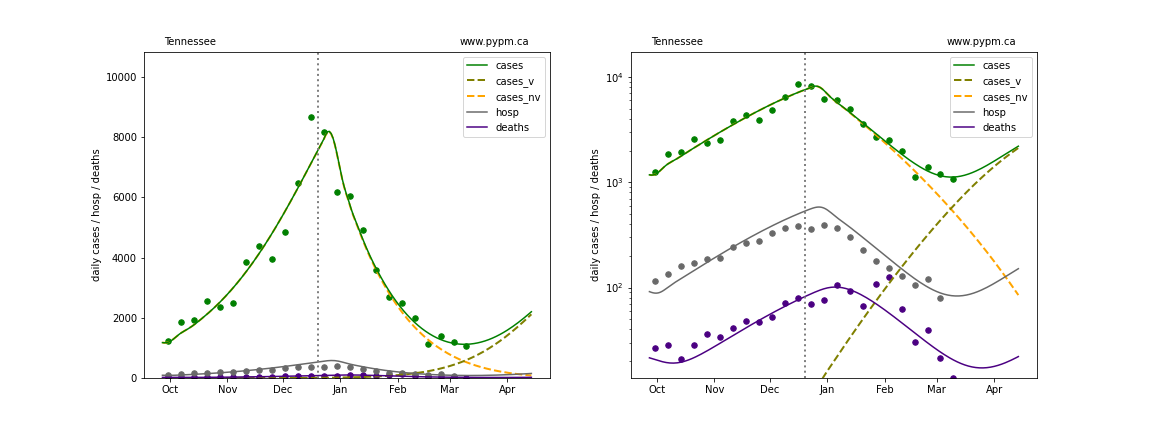 Tennessee www.pypm.ca
cases
cases_v
cases_nv
hosp
deaths
daily cases / hosp / deaths
10000
8000
6000
4000
2000
0
Oct Nov Dec Jan Feb Mar Apr
Tennessee www.pypm.ca
cases
cases_v
cases_nv
hosp
deaths
daily cases / hosp / deaths
10⁴
10³
10²
Oct Nov Dec Jan Feb Mar Apr